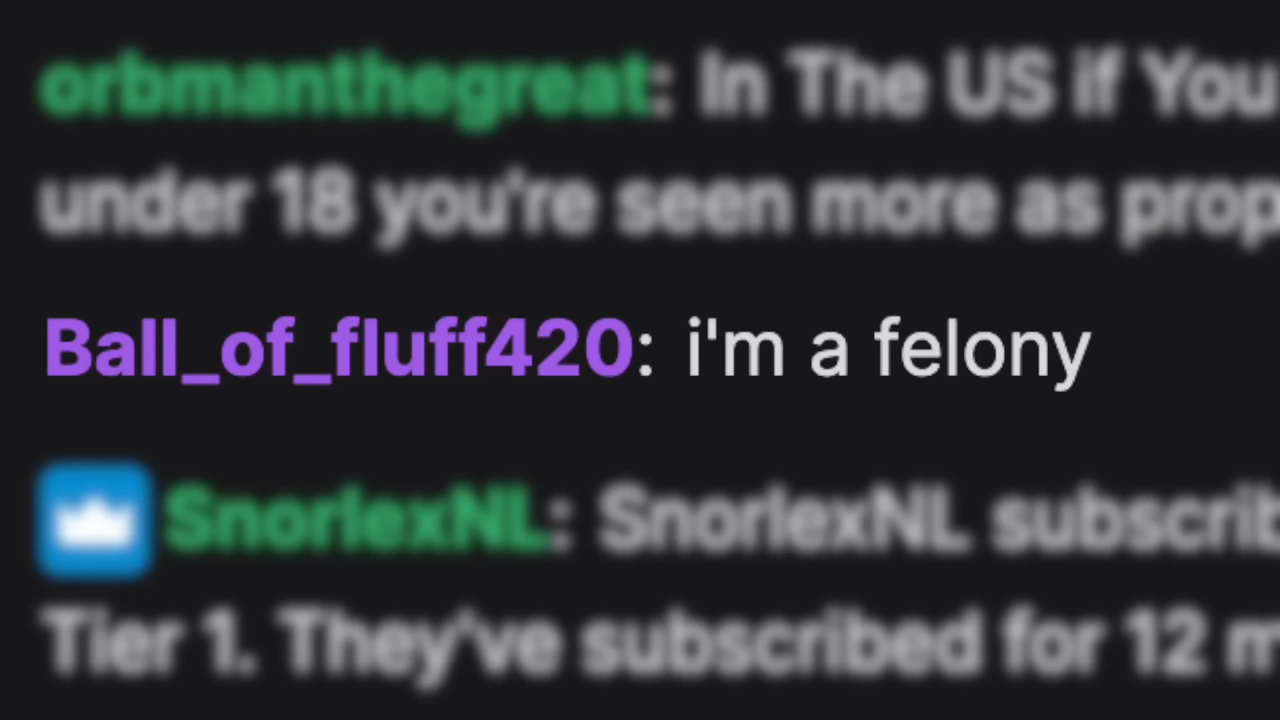 orbmanthegreat: In The US if You
under 18 you're seen more as prop
Ball_of_fluff420: i'm a felony
SnorlexNL: SnorlexNL subscrib
Tier 1. They've subscribed for 12 m